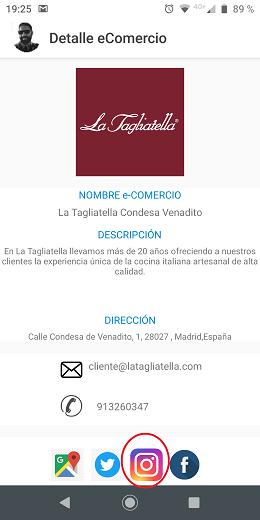 19:25
4G+
89 %
Detalle eComercio
La Tagliatella®
NOMBRE e-COMERCIO
La Tagliatella Condesa Venadito
DESCRIPCIÓN
En La Tagliatella llevamos más de 20 años ofreciendo a nuestros
clientes la experiencia única de la cocina italiana artesanal de alta
calidad.
DIRECCIÓN
Calle Condesa de Venadito, 1, 28027 , Madrid,España
cliente@latagliatella.com
913260347